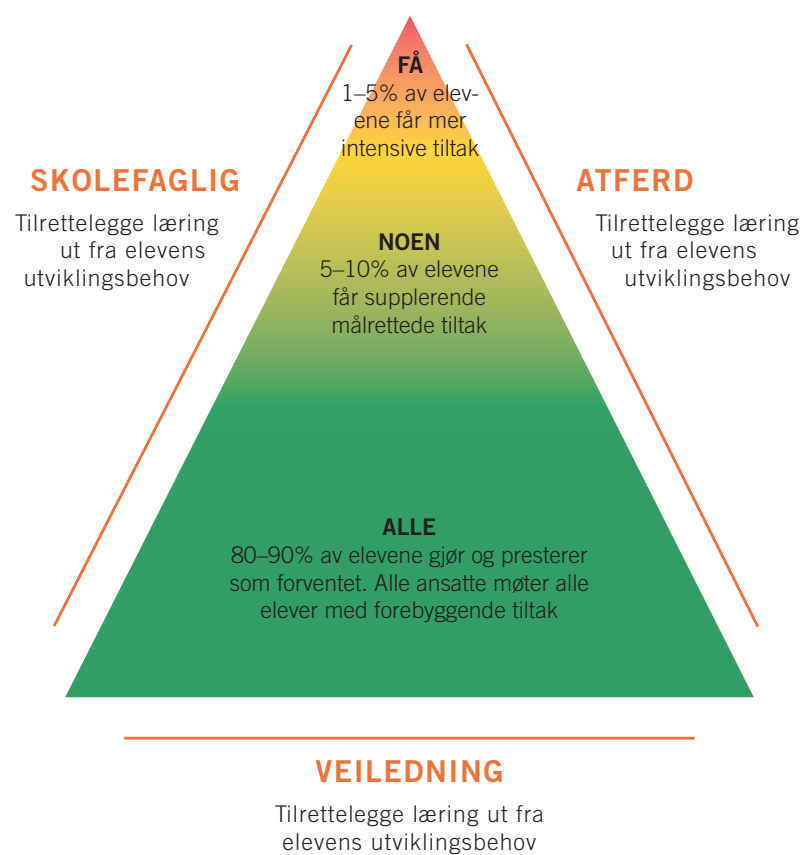 FÅ
1–5% av elev-
ene får mer
intensive tiltak
SKOLEFAGLIG
Tilrettelegge læring
ut fra elevens
utviklingsbehov
ATFERD
Tilrettelegge læring
ut fra elevens
utviklingsbehov
NOEN
5–10% av elevene
får supplerende
målrettede tiltak
ALLE
80–90% av elevene gjør og presterer
som forventet. Alle ansatte møter alle
elever med forebyggende tiltak
VEILEDNING
Tilrettelegge læring ut fra
elevens utviklingsbehov